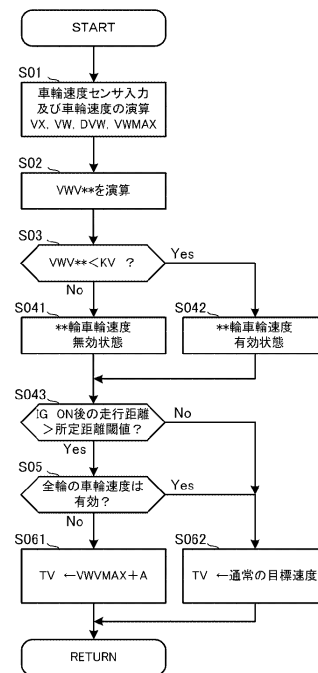 START
S01
車輪速度センサ入力
及び車輪速度の演算
VX, VW, DVW, VWMAX
S02
VWV**を演算
S03
VWV**<KV ?
Yes
No
S041
**輪車輪速度
無効状態
S042
**輪車輪速度
有効状態
S043
IG ON後の走行距離
>所定距離閾値?
No
Yes
S05
全輪の車輪速度は
有効?
Yes
No
S061
TV ←VWVMAX+A
S062
TV ←通常の目標速度
RETURN